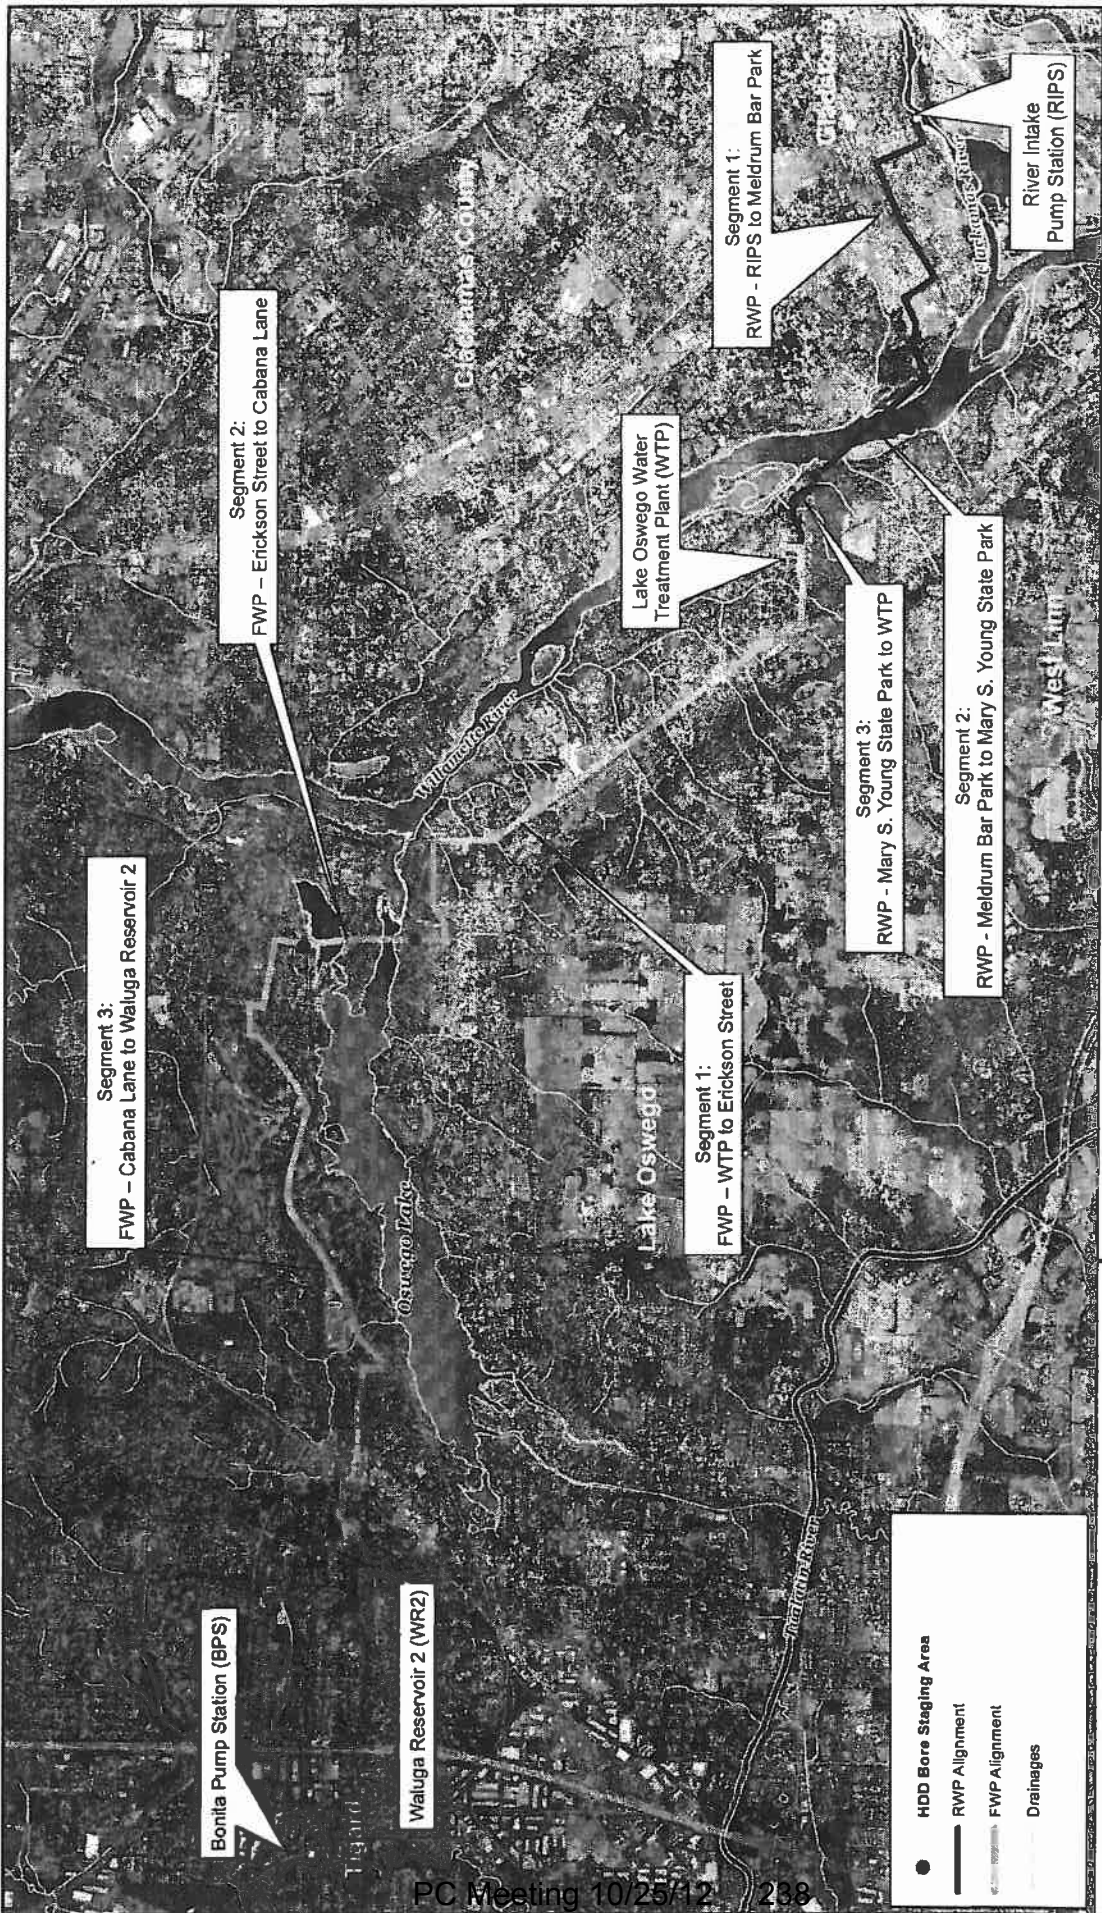 Segment 3:
FWP – Cabana Lane to Waluga Reservoir 2
Segment 2:
FWP – Erickson Street to Cabana Lane
Bonita Pump Station (BPS)
Waluga Reservoir 2 (WR2)
Tigard
Oswego Lake
Willamette River
Clackamas County
Lake Oswego
Segment 1:
FWP – WTP to Erickson Street
Lake Oswego Water
Treatment Plant (WTP)
Segment 1:
RWP - RIPS to Meldrum Bar Park
Gladstone
Clackamas River
River Intake
Pump Station (RIPS)
Segment 3:
RWP - Mary S. Young State Park to WTP
Segment 2:
RWP - Meldrum Bar Park to Mary S. Young State Park
West Linn
Tualatin River
HDD Bore Staging Area
RWP Alignment
FWP Alignment
Drainages
PC Meeting 10/25/12 238